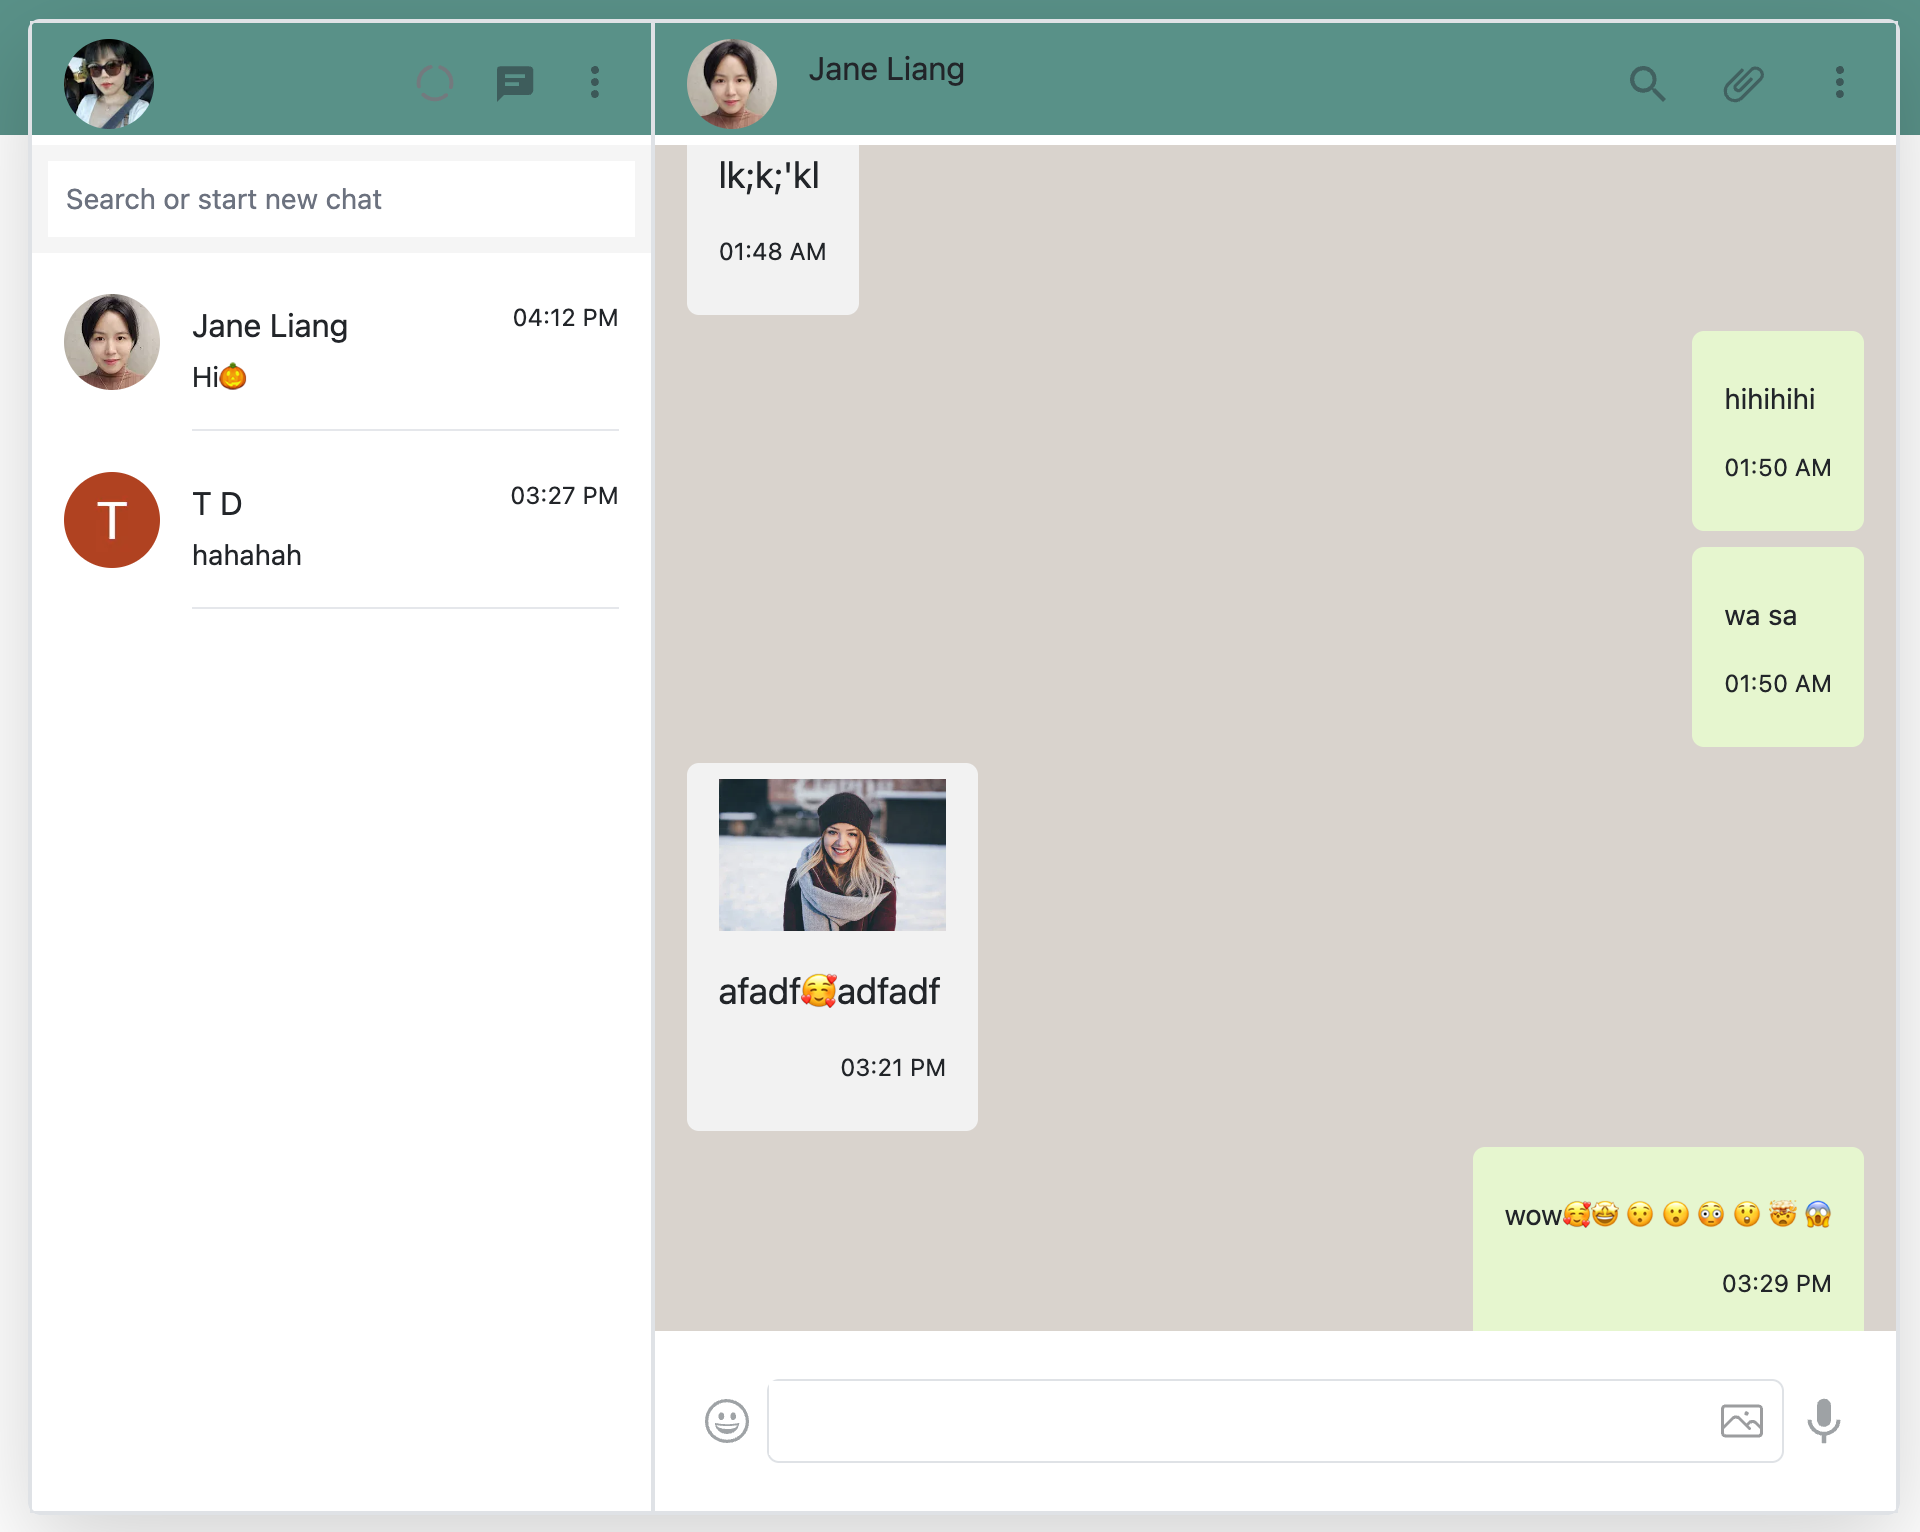 Jane Liang
Search or start new chat
Jane Liang
04:12 PM
Hi🎃
T
T D
03:27 PM
hahahah
lk;k;'kl
01:48 AM
hihihihi
01:50 AM
wa sa
01:50 AM
afadf🥰adfadf
03:21 PM
wow🥰🤩 😯 😮 😳 😲 🤯 😱
03:29 PM